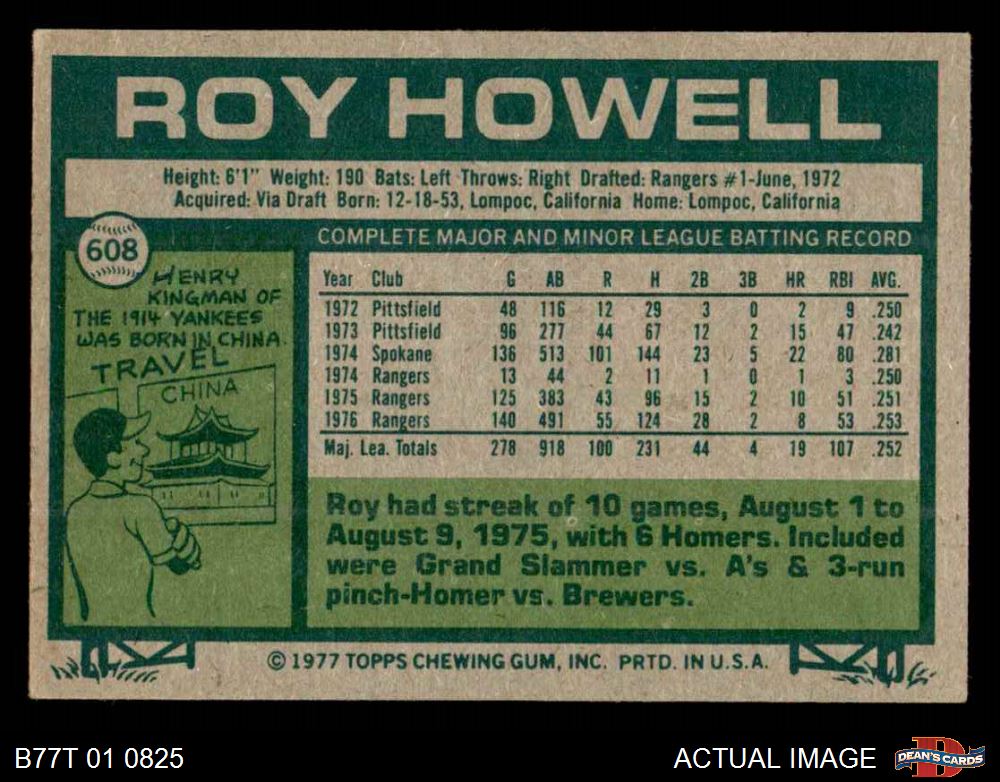 ROY HOWELL
Height: 6'1" Weight: 190 Bats: Left Throws: Right Drafted: Rangers #1-June, 1972
Acquired: Via Draft Born: 12-18-53, Lompoc, California Home: Lompoc, California
608
HENRY
KINGMAN OF
THE 1914 YANKEES
WAS BORN IN CHINA.
TRAVEL
CHINA
COMPLETE MAJOR AND MINOR LEAGUE BATTING RECORD
Year Club G AB R H 2B 3B HR RBI AVG.
1972 Pittsfield 48 116 12 29 3 0 2 9 .250
1973 Pittsfield 96 277 44 67 12 2 15 47 .242
1974 Spokane 136 513 101 144 23 5 22 80 .281
1974 Rangers 13 44 2 11 1 0 1 3 .250
1975 Rangers 125 383 43 96 15 2 10 51 .251
1976 Rangers 140 491 55 124 28 2 8 53 .253
Maj. Lea. Totals 278 918 100 231 44 4 19 107 .252
Roy had streak of 10 games, August 1 to
August 9, 1975, with 6 Homers. Included
were Grand Slammer vs. A's & 3-run
pinch-Homer vs. Brewers.
© 1977 TOPPS CHEWING GUM, INC. PRTD. IN U.S.A.
B77T 01 0825
ACTUAL IMAGE
D
DEAN'S CARDS